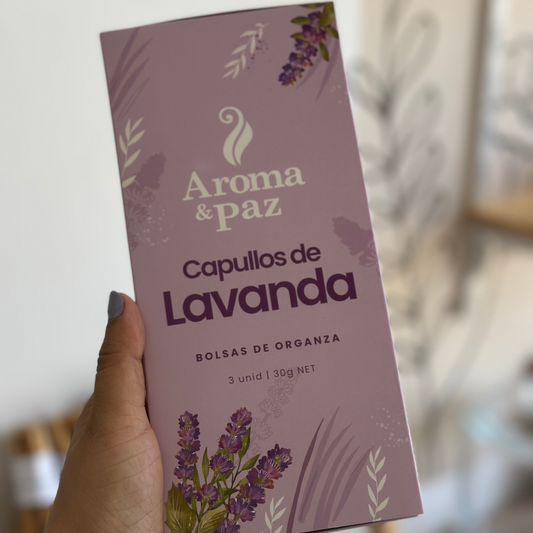 Aroma
& Paz
Capullos de
Lavanda
BOLSAS DE ORGANZA
3 unid | 30g NET